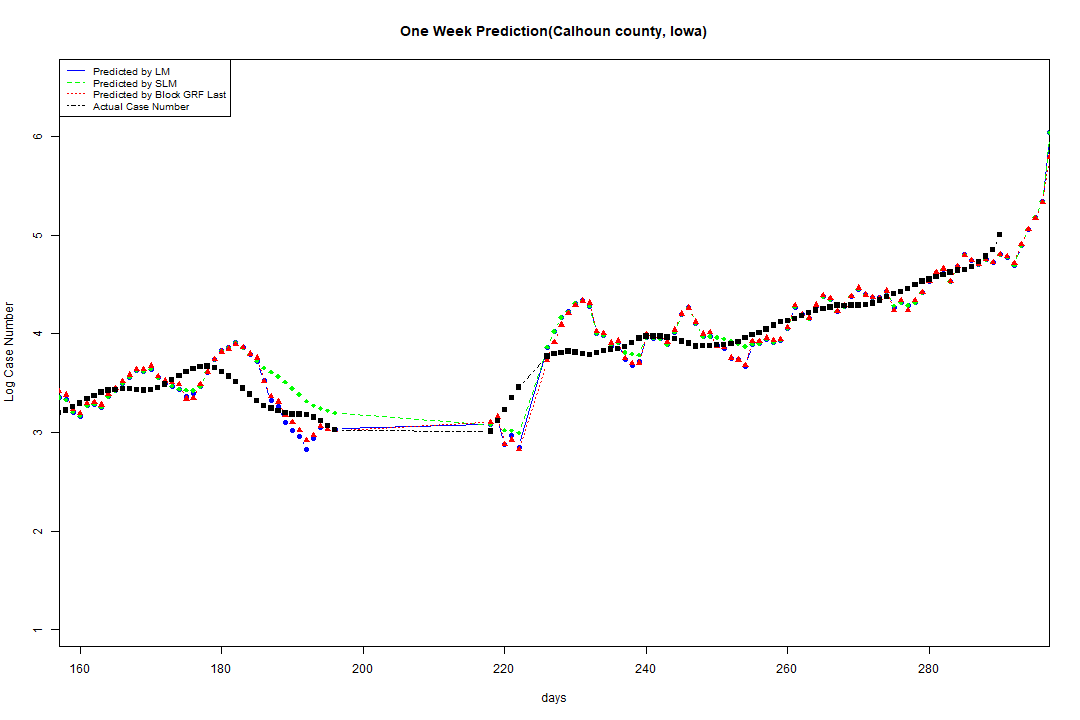 One Week Prediction(Calhoun county, Iowa)
Predicted by LM
Predicted by SLM
Predicted by Block GRF Last
Actual Case Number
6
5
4
3
2
1
Log Case Number
160 180 200 220 240 260 280
days